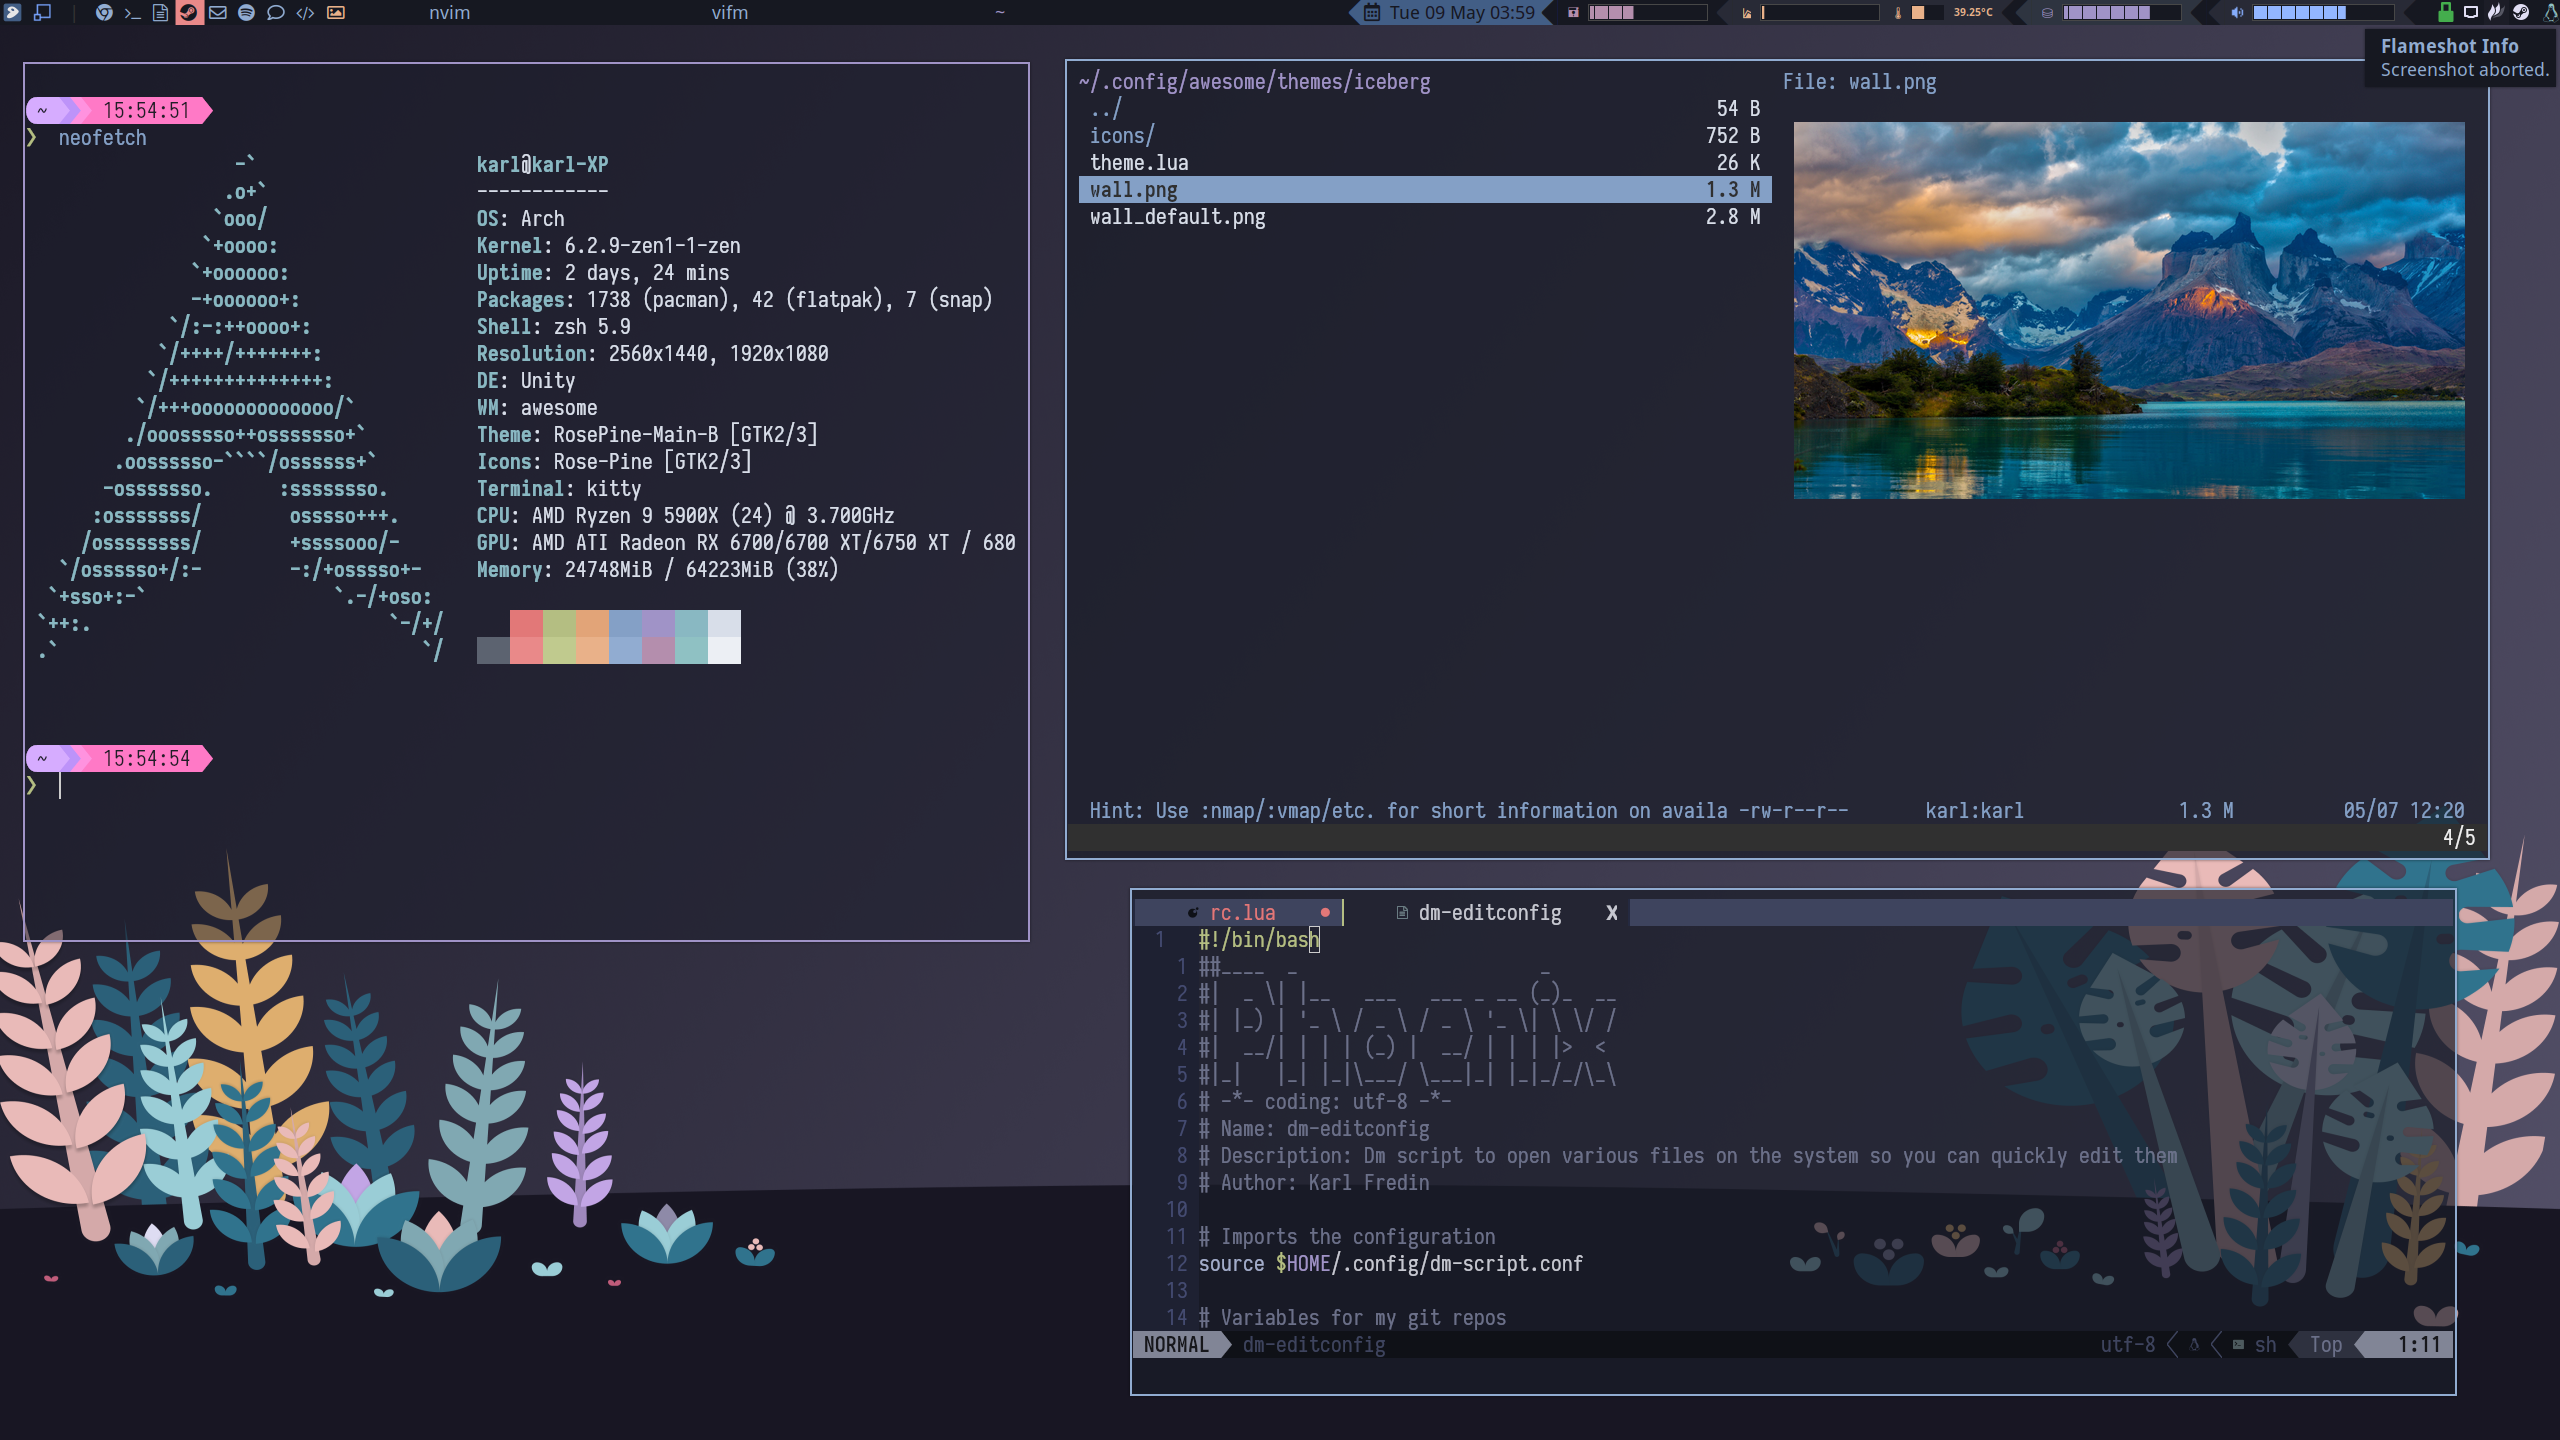 nvim
vifm
~
Tue 09 May 03:59
39.25°C
Flameshot Info
Screenshot aborted.
~ 15:54:51
❯ neofetch
-`
.o+`
`ooo/
`+oooo:
`+oooooo:
-+oooooo+:
`/:-:++oooo+:
`/++++/+++++++:
`/++++++++++++++:
`/+++ooooooooooooo/`
./ooosssso++osssssso+`
.oossssso-````/ossssss+`
-osssssso.      :ssssssso.
:osssssss/        osssso+++.
/ossssssss/        +ssssooo/-
`/ossssso+/:-        -:/+osssso+-
`+sso+:-`                 `.-/+oso:
`++:.                           `-/+/
.`                                 `/
karl@karl-XP
------------
OS: Arch
Kernel: 6.2.9-zen1-1-zen
Uptime: 2 days, 24 mins
Packages: 1738 (pacman), 42 (flatpak), 7 (snap)
Shell: zsh 5.9
Resolution: 2560x1440, 1920x1080
DE: Unity
WM: awesome
Theme: RosePine-Main-B [GTK2/3]
Icons: Rose-Pine [GTK2/3]
Terminal: kitty
CPU: AMD Ryzen 9 5900X (24) @ 3.700GHz
GPU: AMD ATI Radeon RX 6700/6700 XT/6750 XT / 680
Memory: 24748MiB / 64223MiB (38%)
~ 15:54:54
❯
~/.config/awesome/themes/iceberg
../ 54 B
icons/ 752 B
theme.lua 26 K
wall.png 1.3 M
wall_default.png 2.8 M
File: wall.png
Hint: Use :nmap/:vmap/etc. for short information on availa -rw-r--r-- karl:karl 1.3 M 05/07 12:20
4/5
rc.lua ● dm-editconfig X
1 #!/bin/bash
1 ##____  _                      _
2 #|  _ \| |__   ___   ___ _ __ (_)_  __
3 #| |_) | '_ \ / _ \ / _ \ '_ \| \ \/ /
4 #|  __/| | | | (_) |  __/ | | | |>  <
5 #|_|   |_| |_|\___/ \___|_| |_|_/_/\_\
6 # -*- coding: utf-8 -*-
7 # Name: dm-editconfig
8 # Description: Dm script to open various files on the system so you can quickly edit them
9 # Author: Karl Fredin
10
11 # Imports the configuration
12 source $HOME/.config/dm-script.conf
13
14 # Variables for my git repos
NORMAL dm-editconfig utf-8 sh Top 1:11